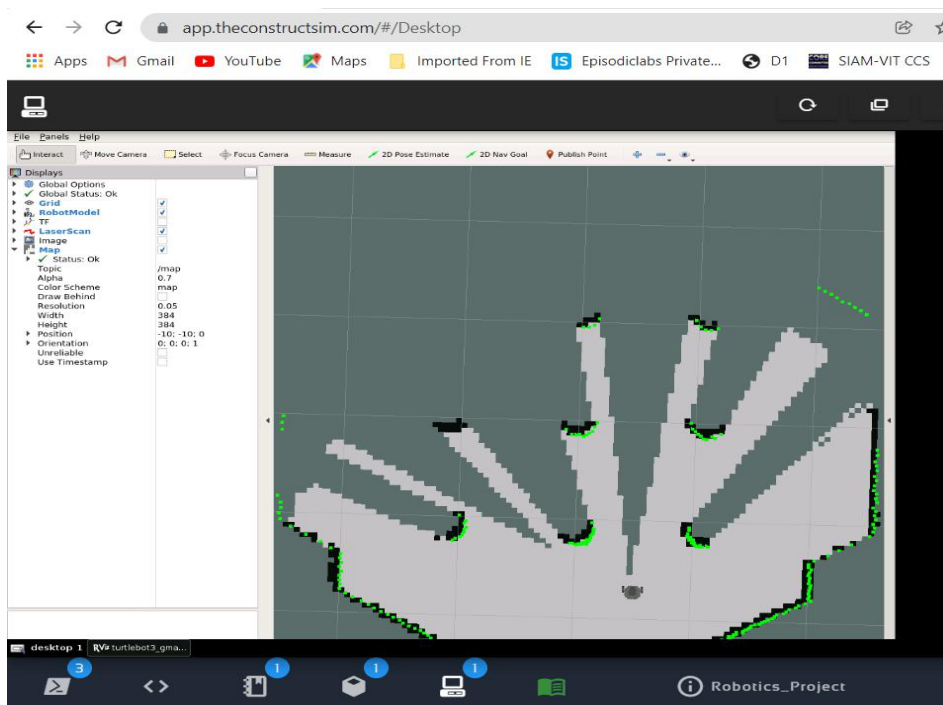 app.theconstructsim.com/#/Desktop
Apps Gmail YouTube Maps Imported From IE IS Episodiclabs Private... D1 SIAM-VIT CCS
File Panels Help
Interact Move Camera Select Focus Camera Measure 2D Pose Estimate 2D Nav Goal Publish Point
Displays
Global Options
Global Status: Ok
Grid
RobotModel
TF
LaserScan
Image
Map
Status: Ok
Topic /map
Alpha 0.7
Color Scheme map
Draw Behind
Resolution 0.05
Width 384
Height 384
Position -10; -10; 0
Orientation 0; 0; 0; 1
Unreliable
Use Timestamp
desktop 1 RViz turtlebot3_gma...
3 1 1 1
Robotics_Project